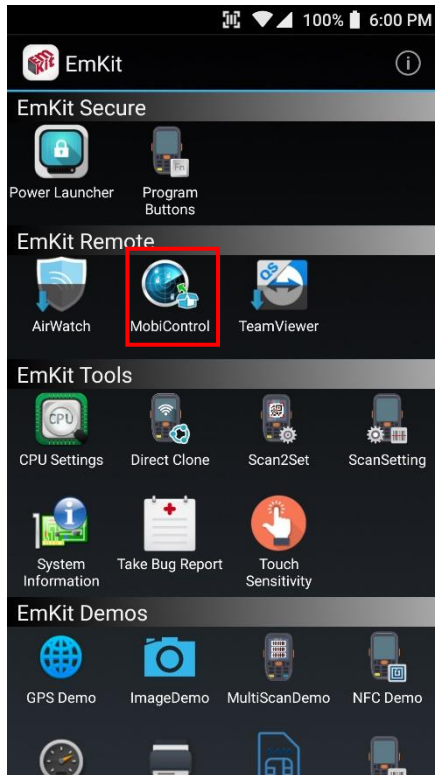 100% 6:00 PM
EmKit
EmKit Secure
Power Launcher
Program
Buttons
EmKit Remote
AirWatch
MobiControl
QS
TeamViewer
EmKit Tools
CPU
CPU Settings
Direct Clone
Scan2Set
ScanSetting
System
Information
Take Bug Report
Touch
Sensitivity
EmKit Demos
GPS Demo
ImageDemo
MultiScanDemo
NFC Demo